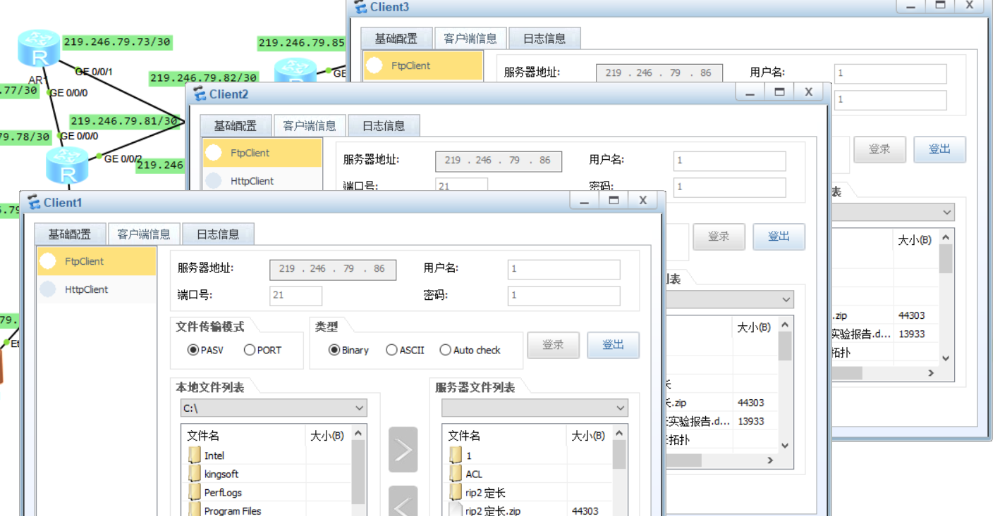 Client3
219.246.79.73/30
219.246.79.85
基础配置 客户端信息 日志信息
R
GE 0/0/1
FtpClient
服务器地址: 219 . 246 . 79 . 86 用户名: 1
219.246.79.82/30
GE
AR1
.77/30
GE 0/0/0
1
Client2
219.246.79.81/30
基础配置 客户端信息 日志信息
79.78/30
GE 0/0/0
R
GE 0/0/2
219.246
登录 登出
FtpClient
服务器地址: 219 . 246 . 79 . 86 用户名: 1
HttpClient
端口号: 21 密码: 1
表
大小(B)
.zip 44303
实验报告.d... 13933
拓扑
Client1
登录 登出
基础配置 客户端信息 日志信息
FtpClient
服务器地址: 219 . 246 . 79 . 86 用户名: 1
HttpClient
端口号: 21 密码: 1
列表
大小(B)
文件传输模式 类型
PASV PORT Binary ASCII Auto check 登录 登出
.zip 44303
实验报告.d... 13933
拓扑
本地文件列表 服务器文件列表
C:\
文件名 大小(B) 文件名 大小(B)
Intel 1
kingsoft ACL
PerfLogs rip2 定长
Program Files rip2 定长.zip 44303